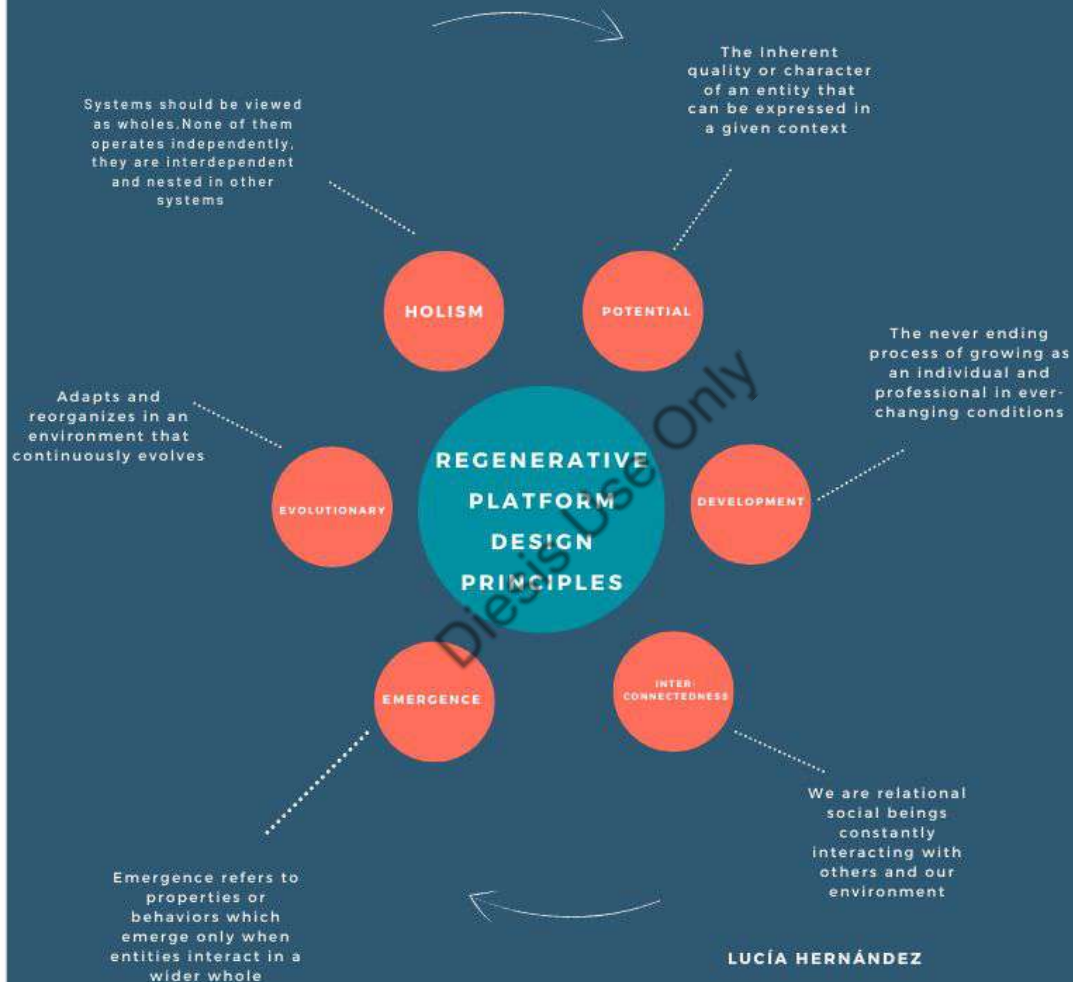 Systems should be viewed
as wholes.None of them
operates independently,
they are interdependent
and nested in other
systems
The Inherent
quality or character
of an entity that
can be expressed in
a given context
HOLISM
POTENTIAL
The never ending
process of growing as
an individual and
professional in ever-
changing conditions
Adapts and
reorganizes in an
environment that
continuously evolves
EVOLUTIONARY
REGENERATIVE
PLATFORM
DESIGN
PRINCIPLES
DEVELOPMENT
Diesis Use Only
EMERGENCE
INTER-
CONNECTEDNESS
We are relational
social beings
constantly
interacting with
others and our
environment
Emergence refers to
properties or
behaviors which
emerge only when
entities interact in a
wider whole
LUCÍA HERNÁNDEZ